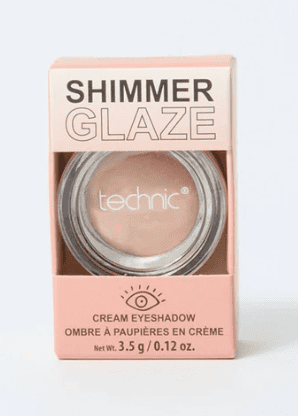 SHIMMER
GLAZE
technic®
CREAM EYESHADOW
OMBRE À PAUPIÈRES EN CRÈME
Net Wt. 3.5 g / 0.12 oz.